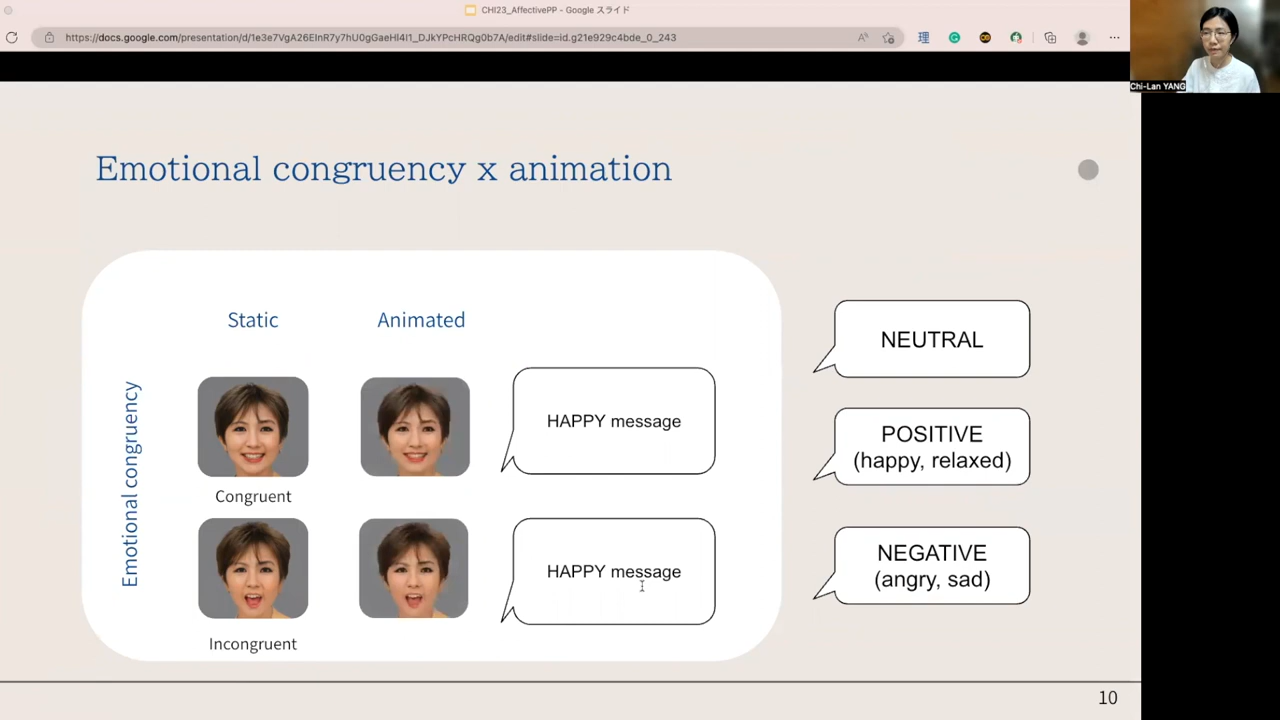 CHI23_AffectivePP - Google スライド
https://docs.google.com/presentation/d/1e3e7VgA26EInR7y7hU0gGaeHl4I1_DJkYPcHRQg0b7A/edit#slide=id.g21e929c4bde_0_243
理
Chi-Lan YANG
Emotional congruency x animation
Static
Animated
Emotional congruency
HAPPY message
Congruent
HAPPY message
Incongruent
NEUTRAL
POSITIVE
(happy, relaxed)
NEGATIVE
(angry, sad)
10